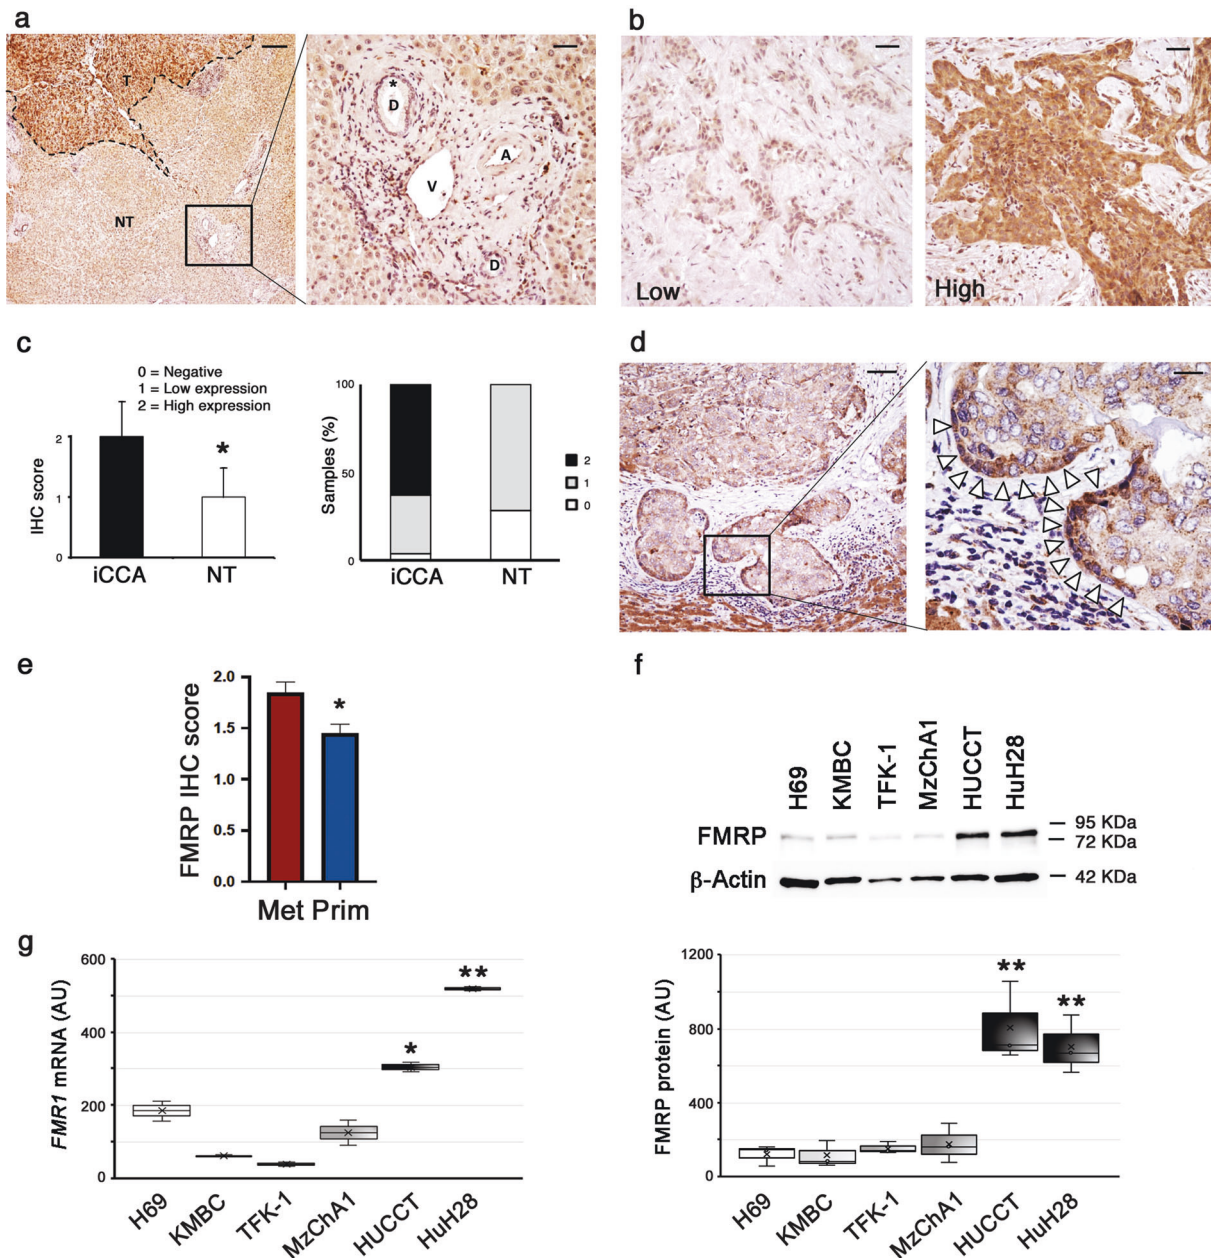 a
T
NT
*
D
A
V
D
b
Low
High
c
0 = Negative
1 = Low expression
2 = High expression
IHC score
2
1
0
*
iCCA NT
Samples (%)
100
50
0
iCCA NT
2
1
0
d
e
FMRP IHC score
2.0
1.5
1.0
0.5
0.0
*
Met Prim
f
H69 KMBC TFK-1 MzChA1 HUCCT HuH28
FMRP
95 KDa
72 KDa
β-Actin
42 KDa
g
FMR1 mRNA (AU)
600
400
200
0
*
**
H69 KMBC TFK-1 MzChA1 HUCCT HuH28
FMRP protein (AU)
1200
800
400
0
**
**
H69 KMBC TFK-1 MzChA1 HUCCT HuH28